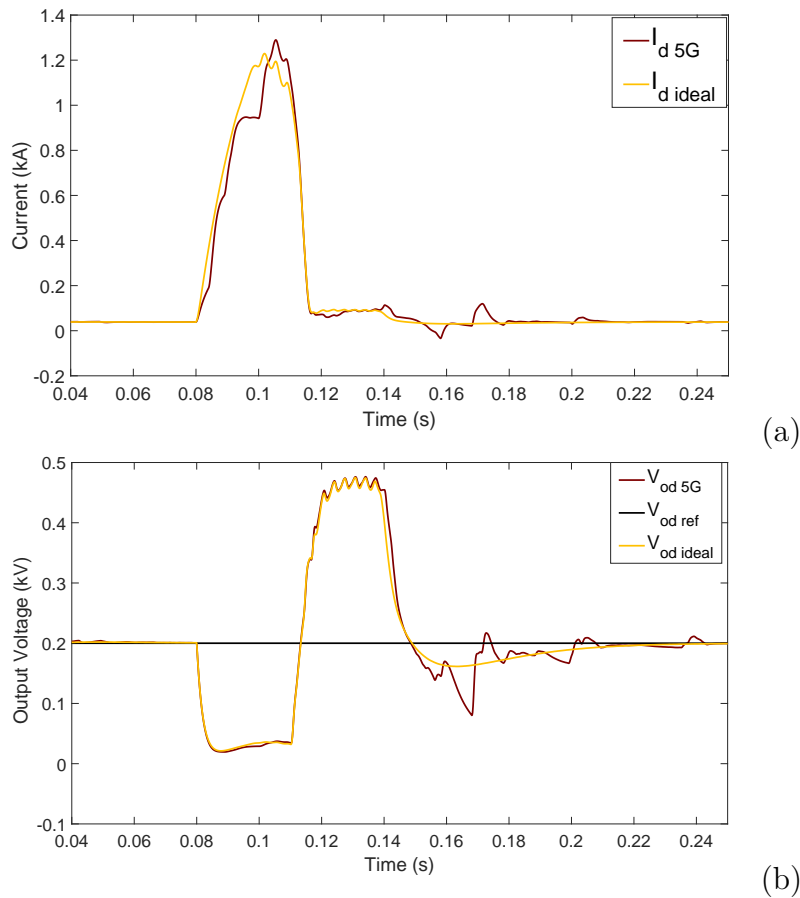 1.4
1.2
1
0.8
0.6
0.4
0.2
0
-0.2
Current (kA)
I d 5G
I d ideal
0.04 0.06 0.08 0.1 0.12 0.14 0.16 0.18 0.2 0.22 0.24
Time (s)
(a)
0.5
0.4
0.3
0.2
0.1
0
-0.1
Output Voltage (kV)
V od 5G
V od ref
V od ideal
0.04 0.06 0.08 0.1 0.12 0.14 0.16 0.18 0.2 0.22 0.24
Time (s)
(b)